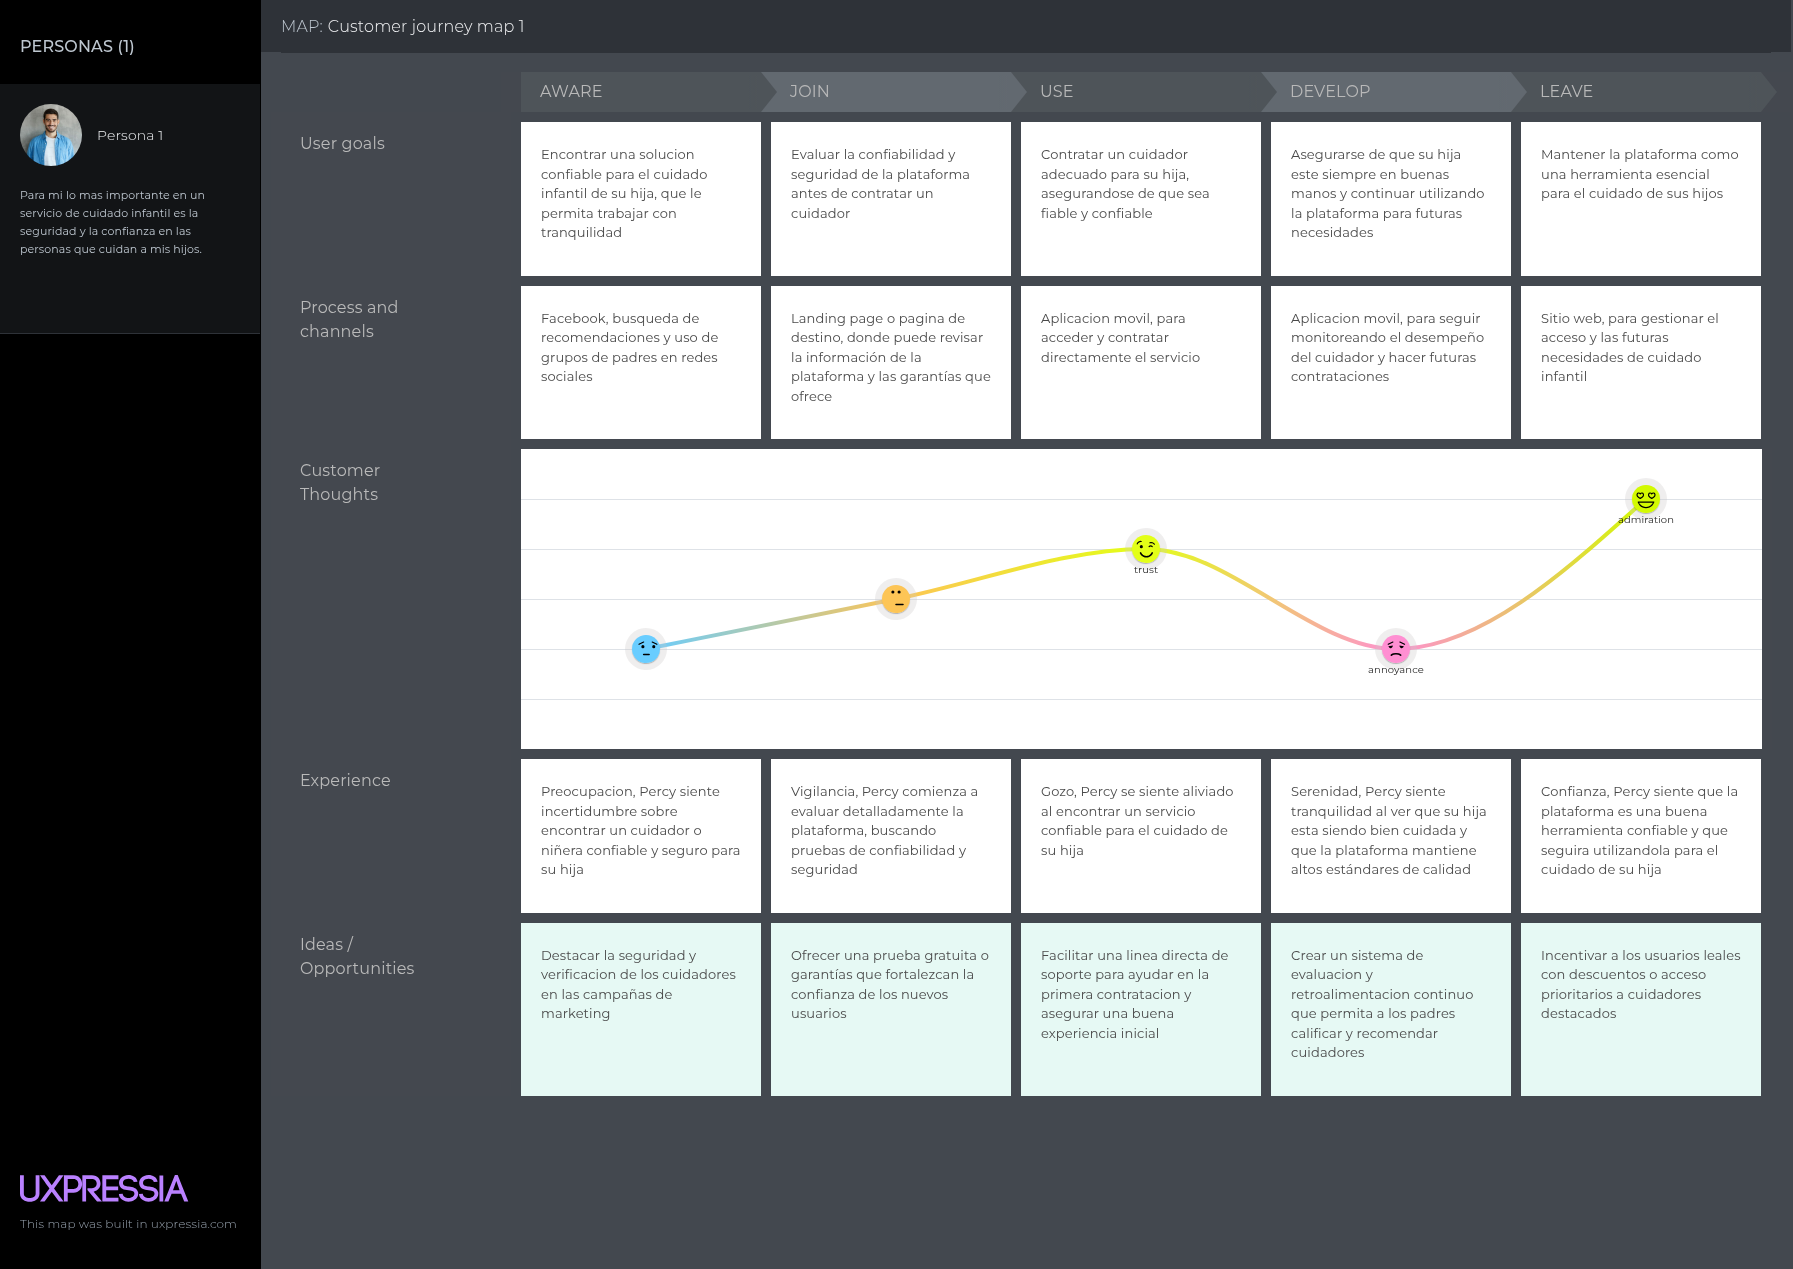 PERSONAS (1)
Persona 1
Para mi lo mas importante en un
servicio de cuidado infantil es la
seguridad y la confianza en las
personas que cuidan a mis hijos.
MAP: Customer journey map 1
AWARE
JOIN
USE
DEVELOP
LEAVE
User goals
Encontrar una solucion
confiable para el cuidado
infantil de su hija, que le
permita trabajar con
tranquilidad
Evaluar la confiabilidad y
seguridad de la plataforma
antes de contratar un
cuidador
Contratar un cuidador
adecuado para su hija,
asegurandose de que sea
fiable y confiable
Asegurarse de que su hija
este siempre en buenas
manos y continuar utilizando
la plataforma para futuras
necesidades
Mantener la plataforma como
una herramienta esencial
para el cuidado de sus hijos
Process and
channels
Facebook, busqueda de
recomendaciones y uso de
grupos de padres en redes
sociales
Landing page o pagina de
destino, donde puede revisar
la información de la
plataforma y las garantías que
ofrece
Aplicacion movil, para
acceder y contratar
directamente el servicio
Aplicacion movil, para seguir
monitoreando el desempeño
del cuidador y hacer futuras
contrataciones
Sitio web, para gestionar el
acceso y las futuras
necesidades de cuidado
infantil
Customer
Thoughts
trust
annoyance
admiration
Experience
Preocupacion, Percy siente
incertidumbre sobre
encontrar un cuidador o
niñera confiable y seguro para
su hija
Vigilancia, Percy comienza a
evaluar detalladamente la
plataforma, buscando
pruebas de confiabilidad y
seguridad
Gozo, Percy se siente aliviado
al encontrar un servicio
confiable para el cuidado de
su hija
Serenidad, Percy siente
tranquilidad al ver que su hija
esta siendo bien cuidada y
que la plataforma mantiene
altos estándares de calidad
Confianza, Percy siente que la
plataforma es una buena
herramienta confiable y que
seguira utilizandola para el
cuidado de su hija
Ideas /
Opportunities
Destacar la seguridad y
verificacion de los cuidadores
en las campañas de
marketing
Ofrecer una prueba gratuita o
garantías que fortalezcan la
confianza de los nuevos
usuarios
Facilitar una linea directa de
soporte para ayudar en la
primera contratacion y
asegurar una buena
experiencia inicial
Crear un sistema de
evaluacion y
retroalimentacion continuo
que permita a los padres
calificar y recomendar
cuidadores
Incentivar a los usuarios leales
con descuentos o acceso
prioritarios a cuidadores
destacados
UXPRESSIA
This map was built in uxpressia.com